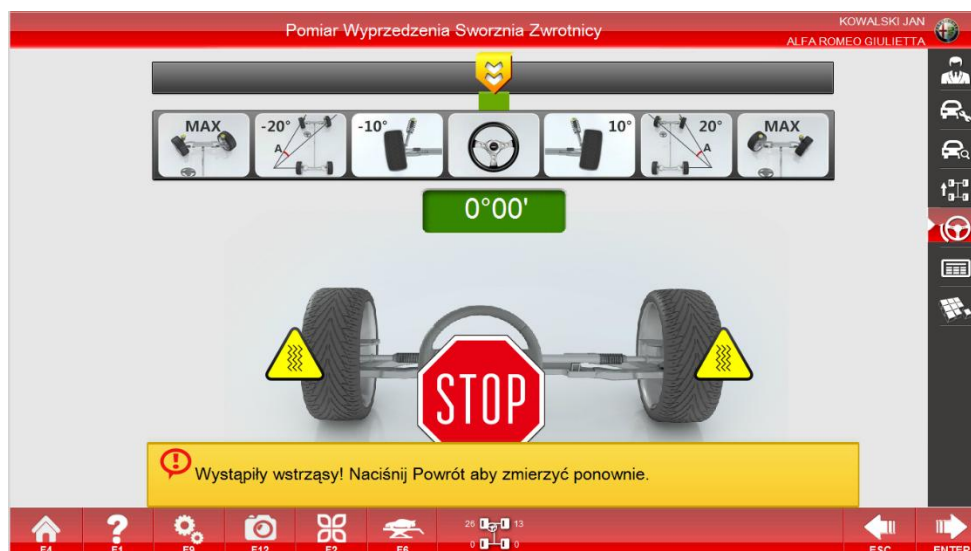 Pomiar Wyprzedzenia Sworznia Zwrotnicy
KOWALSKI JAN
ALFA ROMEO GIULIETTA
MAX
-20°
A
-10°
10°
20°
A
MAX
0°00'
STOP
Wystąpiły wstrząsy! Naciśnij Powrót aby zmierzyć ponownie.
26 13
0 0
F4 F1 F9 F12 F2 F6 ESC ENTER